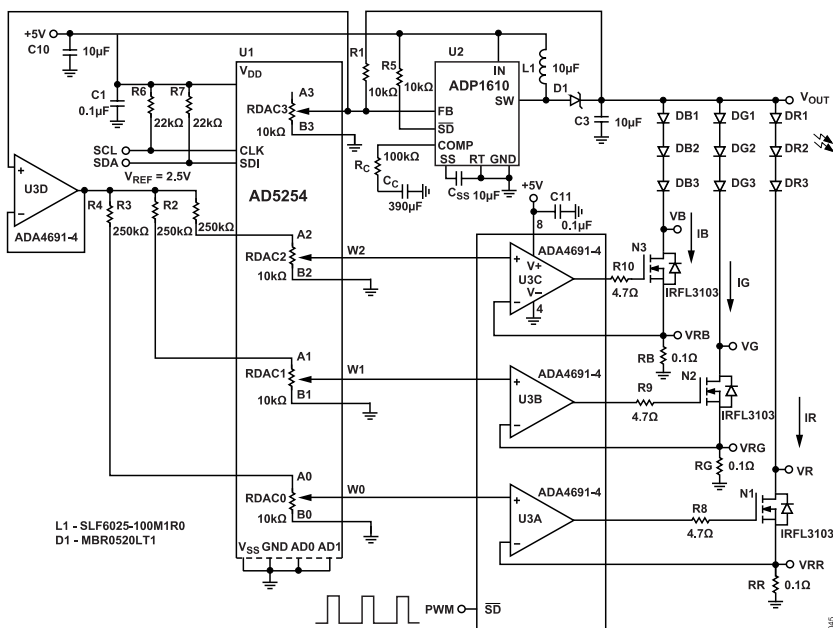 +5V
C10
10µF
C1
0.1µF
R6
R7
22kΩ
22kΩ
SCL
SDA
VREF = 2.5V
U3D
+
−
ADA4691-4
R4
R3
R2
250kΩ
250kΩ
250kΩ
U1
VDD
A3
RDAC3
10kΩ
B3
CLK
SDI
AD5254
A2
RDAC2
10kΩ
B2
A1
RDAC1
10kΩ
B1
A0
RDAC0
10kΩ
B0
VSS GND AD0 AD1
W2
W1
W0
R1
10kΩ
R5
10kΩ
U2
ADP1610
IN
FB
SW
SD
COMP
SS
RT
GND
RC
100kΩ
CC
390µF
CSS 10µF
L1
10µF
D1
C3
10µF
VOUT
DB1
DG1
DR1
DB2
DG2
DR2
DB3
DG3
DR3
+5V
C11
0.1µF
8
ADA4691-4
+
V+
U3C
V−
−
4
R10
4.7Ω
N3
VB
IB
IRFL3103
VRB
RB
0.1Ω
IG
VG
ADA4691-4
+
U3B
−
R9
4.7Ω
N2
IRFL3103
VRG
RG
0.1Ω
IR
VR
ADA4691-4
+
U3A
−
R8
4.7Ω
N1
IRFL3103
VRR
RR
0.1Ω
L1 - SLF6025-100M1R0
D1 - MBR0520LT1
PWM
SD